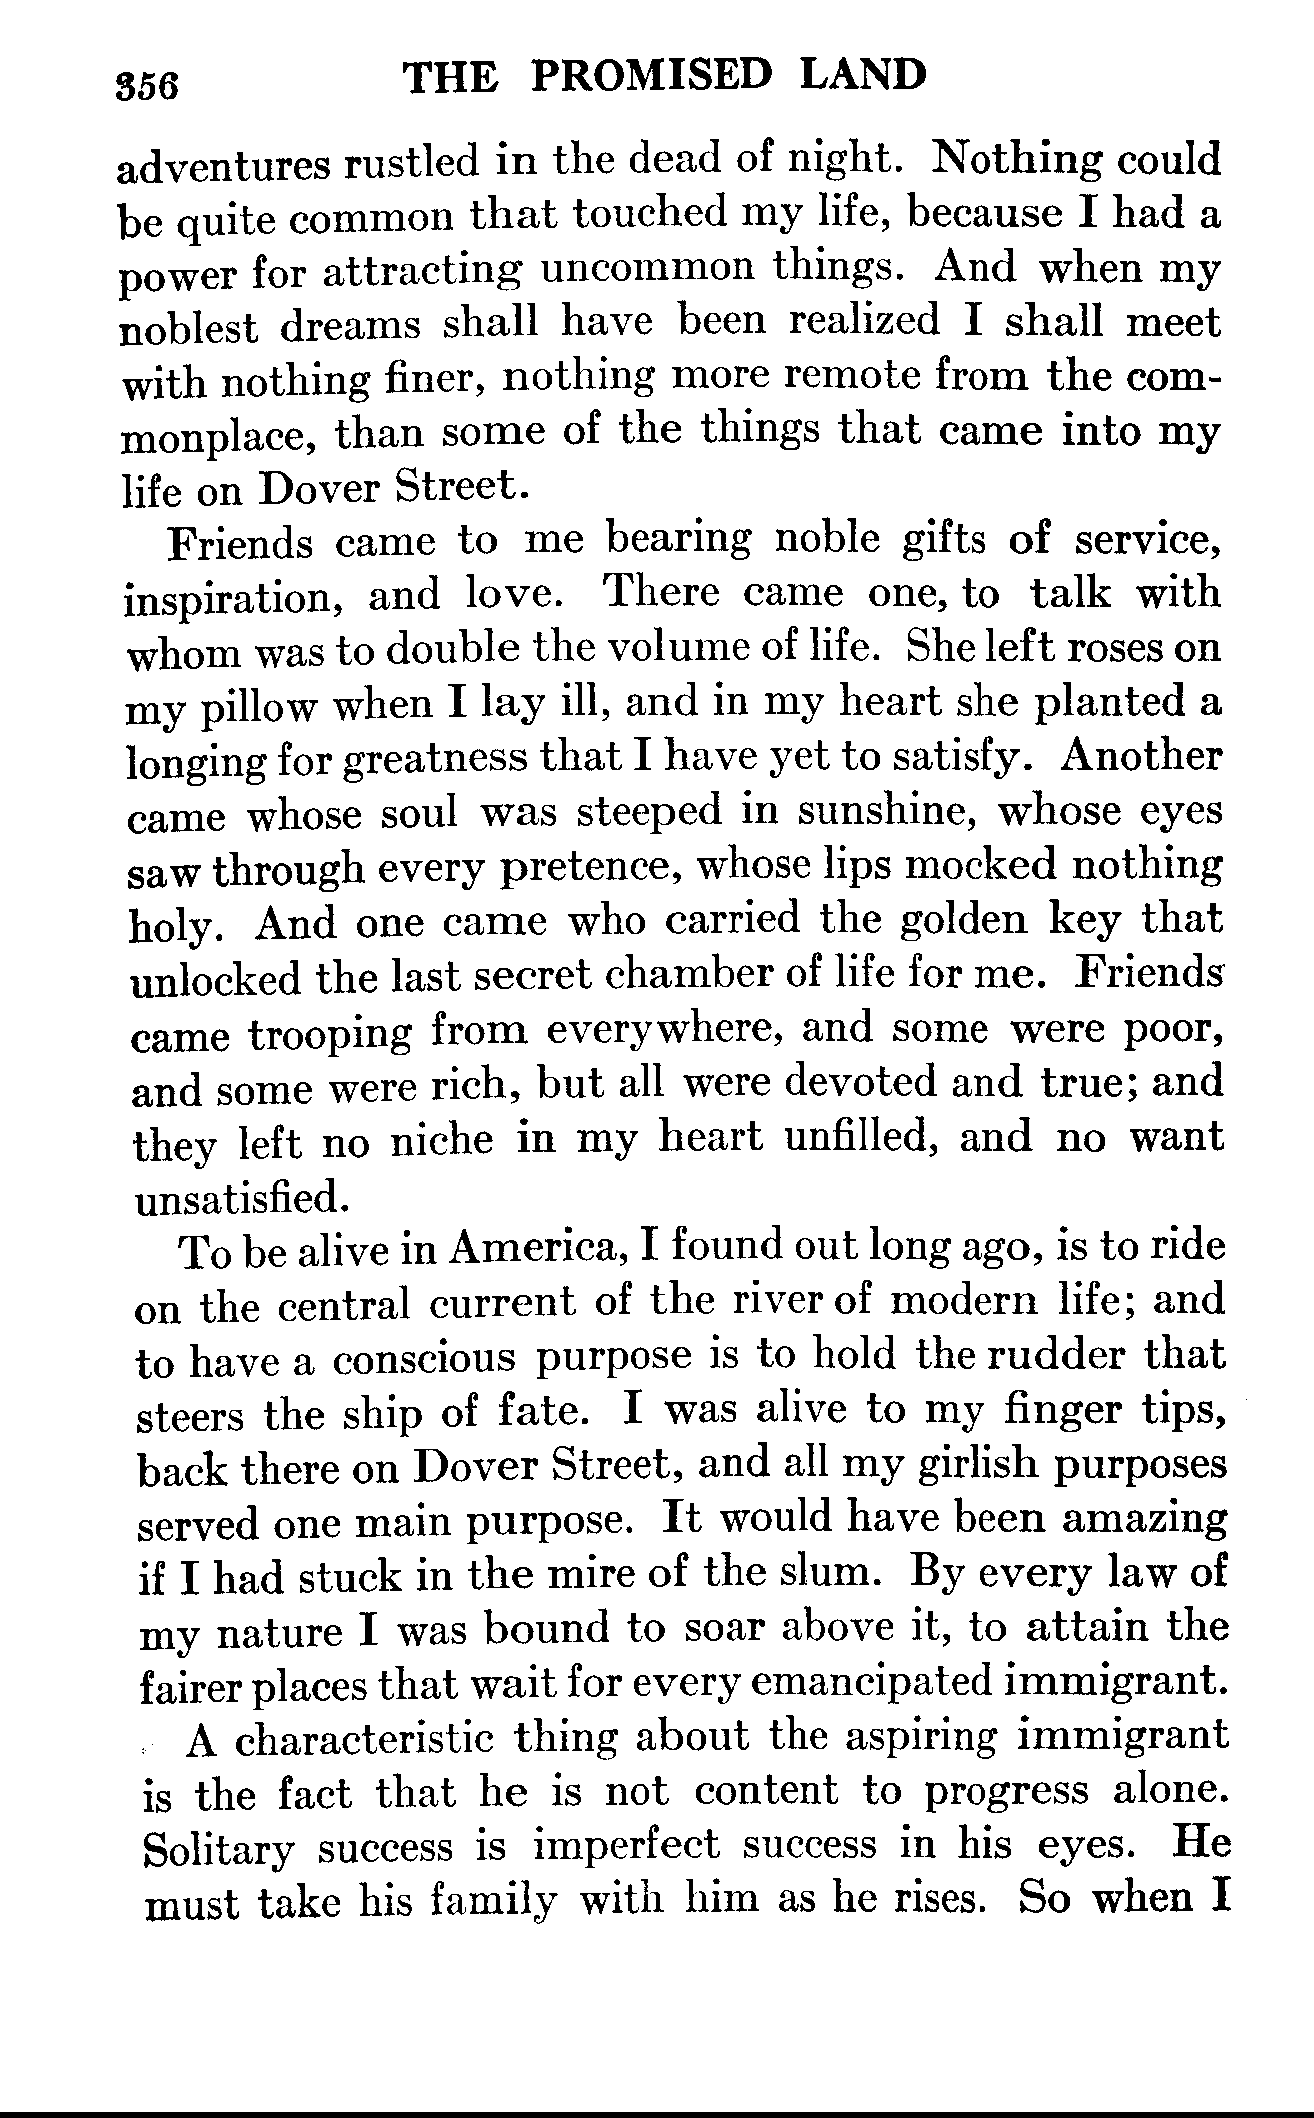 356 THE PROMISED LAND
adventures rustled in the dead of night. Nothing could
be quite common that touched my life, because I had a
power for attracting uncommon things. And when my
noblest dreams shall have been realized I shall meet
with nothing finer, nothing more remote from the com-
monplace, than some of the things that came into my
life on Dover Street.
Friends came to me bearing noble gifts of service,
inspiration, and love. There came one, to talk with
whom was to double the volume of life. She left roses on
my pillow when I lay ill, and in my heart she planted a
longing for greatness that I have yet to satisfy. Another
came whose soul was steeped in sunshine, whose eyes
saw through every pretence, whose lips mocked nothing
holy. And one came who carried the golden key that
unlocked the last secret chamber of life for me. Friends
came trooping from everywhere, and some were poor,
and some were rich, but all were devoted and true; and
they left no niche in my heart unfilled, and no want
unsatisfied.
To be alive in America, I found out long ago, is to ride
on the central current of the river of modern life; and
to have a conscious purpose is to hold the rudder that
steers the ship of fate. I was alive to my finger tips,
back there on Dover Street, and all my girlish purposes
served one main purpose. It would have been amazing
if I had stuck in the mire of the slum. By every law of
my nature I was bound to soar above it, to attain the
fairer places that wait for every emancipated immigrant.
A characteristic thing about the aspiring immigrant
is the fact that he is not content to progress alone.
Solitary success is imperfect success in his eyes. He
must take his family with him as he rises. So when I